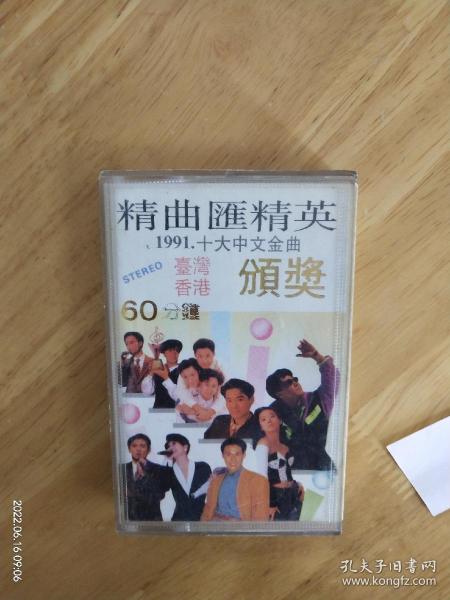 精曲匯精英
1991.十大中文金曲
STEREO
臺灣
香港
頒獎
60分鐘
2022.06.16 09:06
孔夫子旧书网
www.kongfz.com